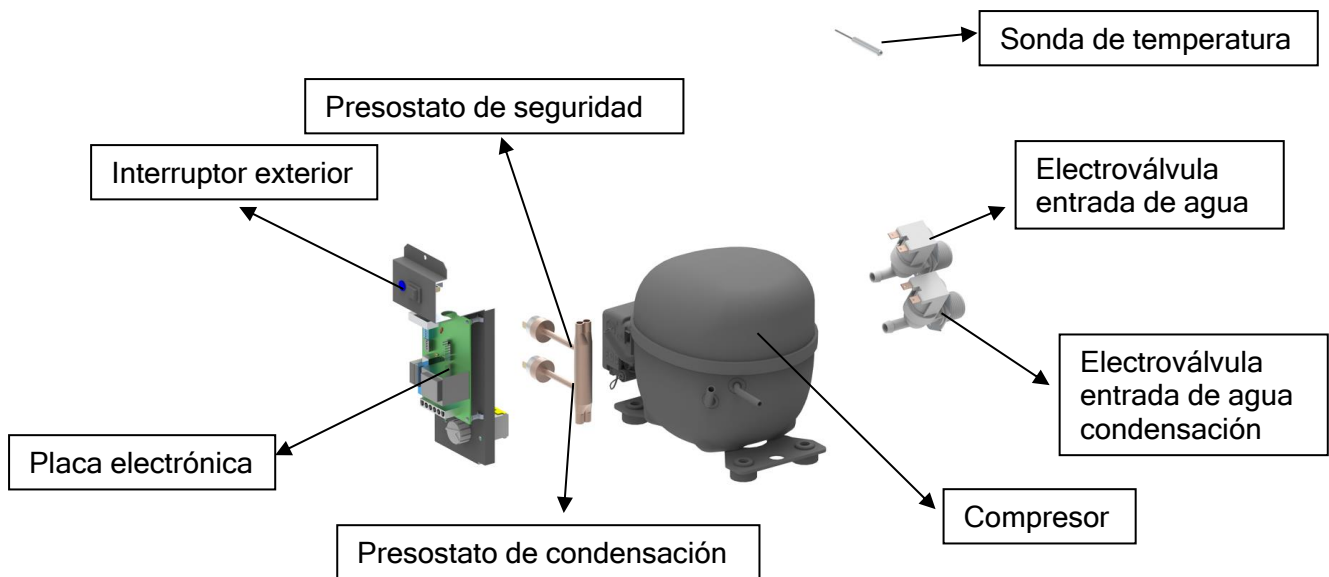 Sonda de temperatura
Presostato de seguridad
Interruptor exterior
Electroválvula
entrada de agua
Electroválvula
entrada de agua
condensación
Placa electrónica
Compresor
Presostato de condensación